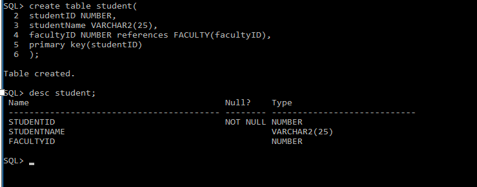 SQL> create table student(
  2  studentID NUMBER,
  3  studentName VARCHAR2(25),
  4  facultyID NUMBER references FACULTY(facultyID),
  5  primary key(studentID)
  6  );
Table created.
SQL> desc student;
 Name                                      Null?    Type
 ----------------------------------------- -------- ----------------------------
 STUDENTID                                 NOT NULL NUMBER
 STUDENTNAME                                        VARCHAR2(25)
 FACULTYID                                          NUMBER
SQL> _